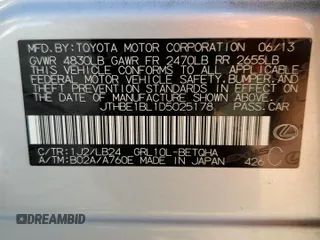 MFD.BY:TOYOTA MOTOR CORPORATION 06/13
GVWR 4830LB GAWR FR 2470LB RR 2655LB
THIS VEHICLE CONFORMS TO ALL APPLICABLE
FEDERAL MOTOR VEHICLE SAFETY,BUMPER,AND
THEFT PREVENTION STANDARDS IN EFFECT ON
THE DATE OF MANUFACTURE SHOWN ABOVE.
JTHBE1BL1D5025178 PASS.CAR
C/TR:1J2/LB24 GRL10L-BETQHA
A/TM:B02A/A760E MADE IN JAPAN 426 C
DID.CARS